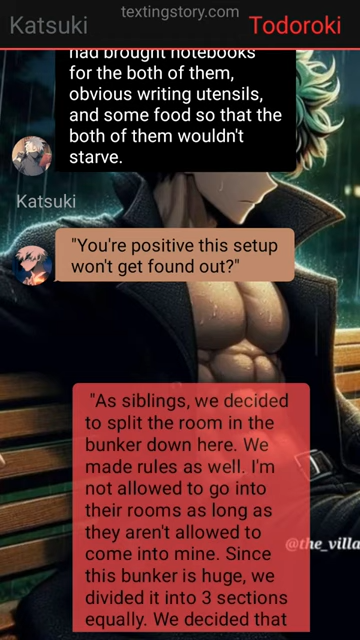 textingstory.com
Katsuki
Todoroki
had brought notebooks
for the both of them,
obvious writing utensils,
and some food so that the
both of them wouldn't
starve.
Katsuki
"You're positive this setup
won't get found out?"
"As siblings, we decided
to split the room in the
bunker down here. We
made rules as well. I'm
not allowed to go into
their rooms as long as
they aren't allowed to
come into mine. Since
this bunker is huge, we
divided it into 3 sections
equally. We decided that
@the_villa